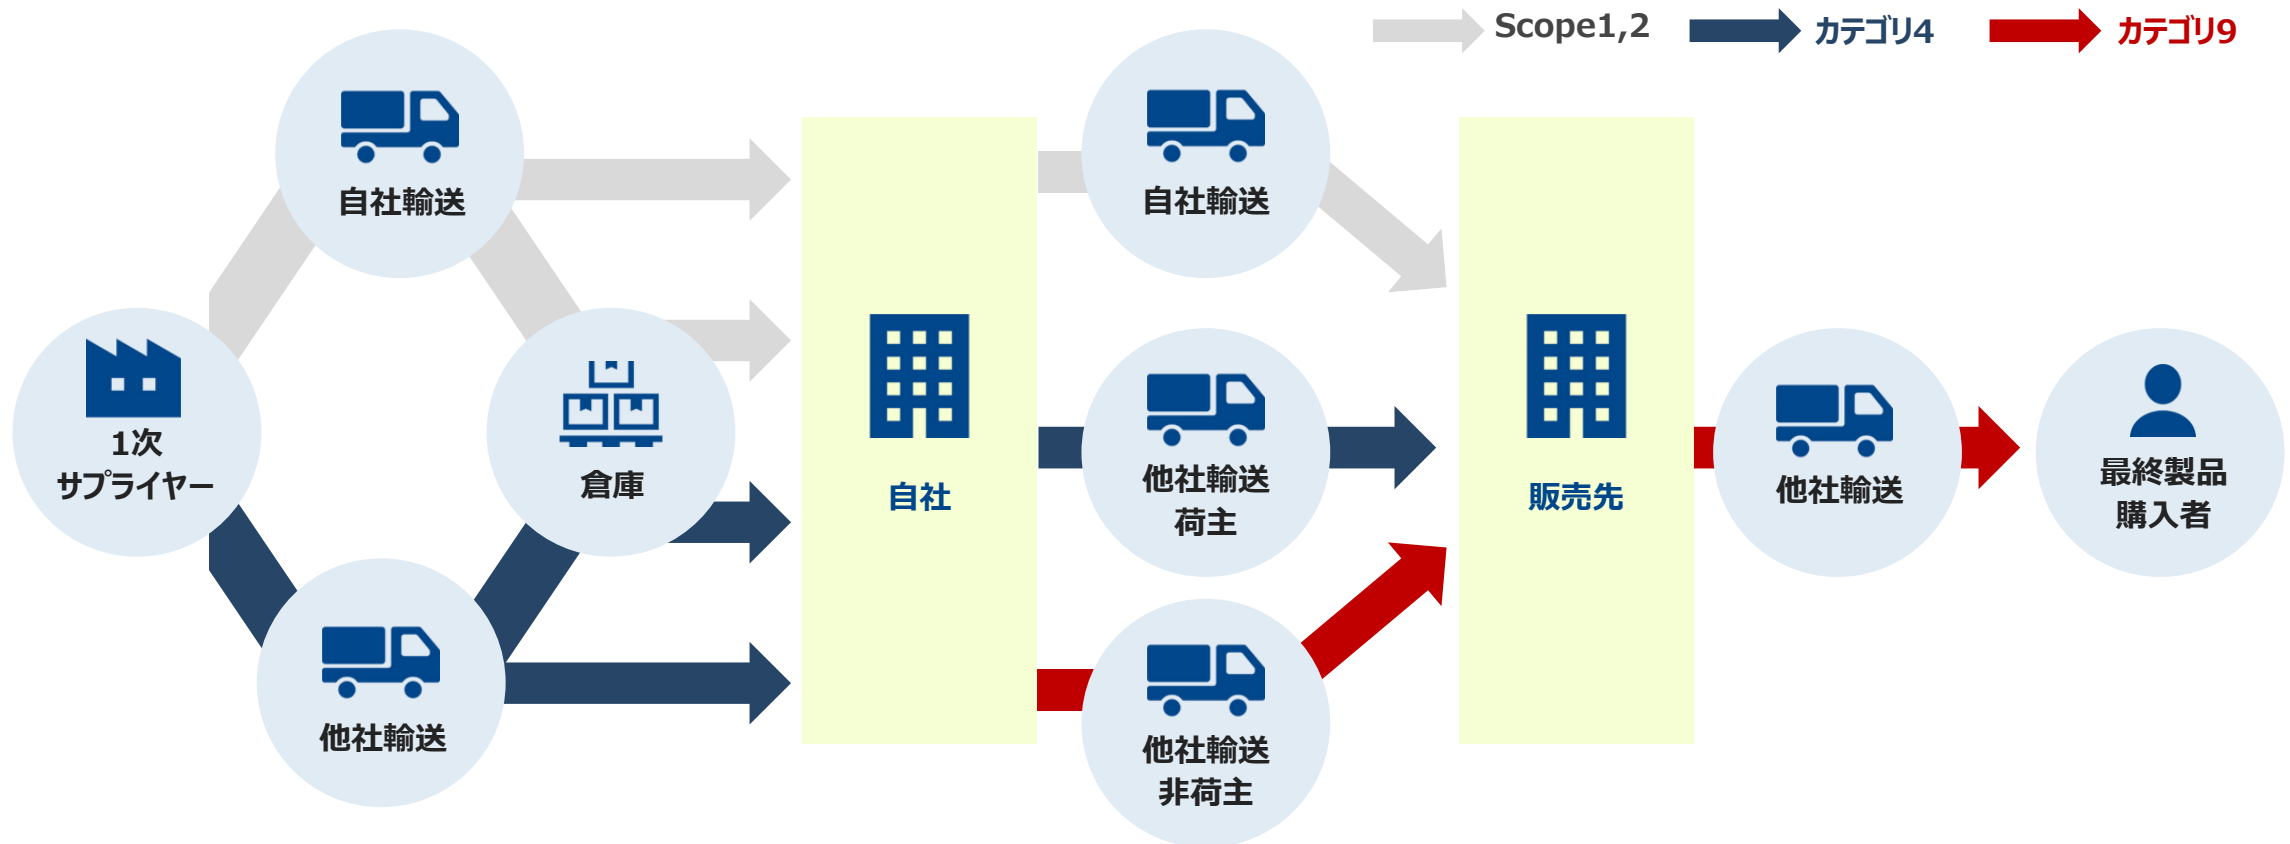 Scope1,2
カテゴリ4
カテゴリ9
自社輸送
1次
サプライヤー
倉庫
他社輸送
自社
自社輸送
他社輸送
荷主
他社輸送
非荷主
販売先
他社輸送
最終製品
購入者